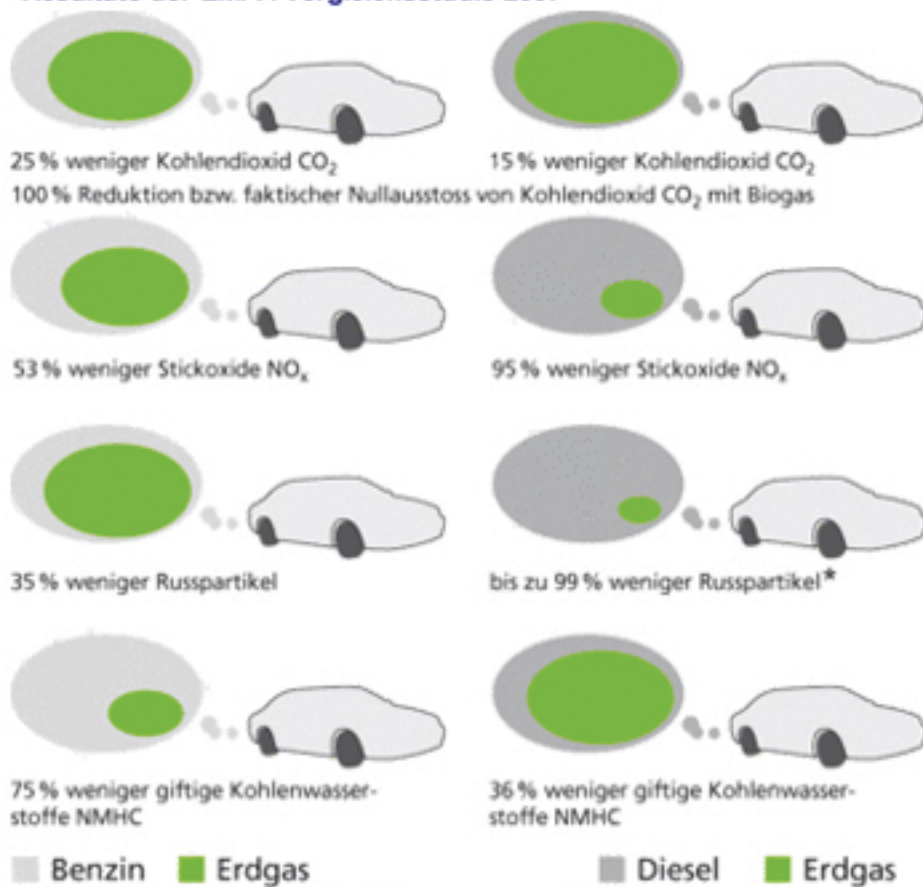 25 % weniger Kohlendioxid CO₂
15 % weniger Kohlendioxid CO₂
100 % Reduktion bzw. faktischer Nullausstoss von Kohlendioxid CO₂ mit Biogas
53 % weniger Stickoxide NOₓ
95 % weniger Stickoxide NOₓ
35 % weniger Russpartikel
bis zu 99 % weniger Russpartikel*
75 % weniger giftige Kohlenwasser-
stoffe NMHC
36 % weniger giftige Kohlenwasser-
stoffe NMHC
Benzin Erdgas
Diesel Erdgas